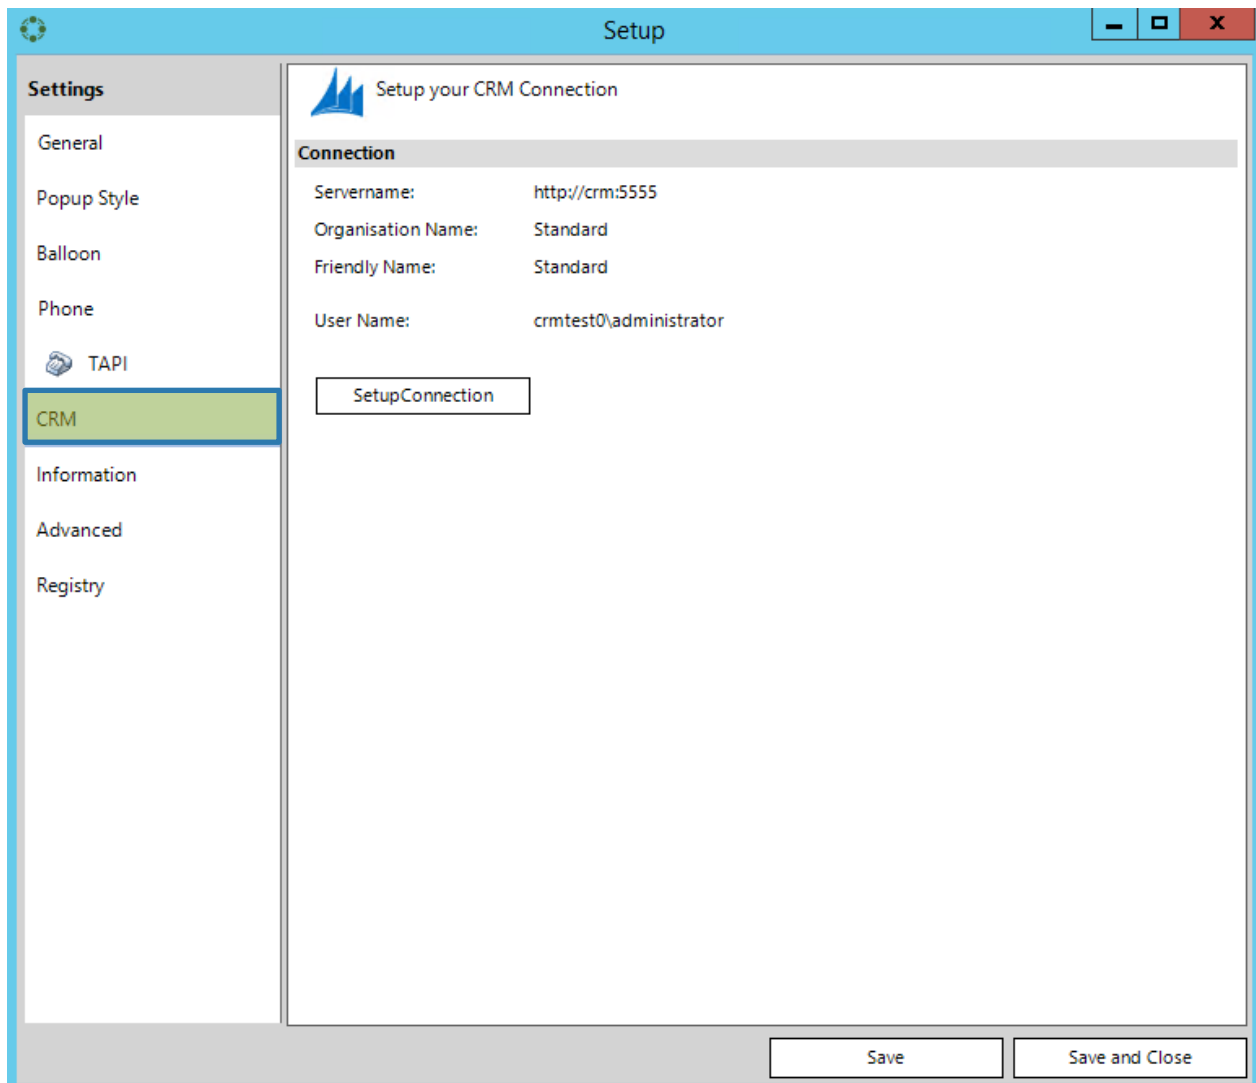 Setup
Settings
General
Popup Style
Balloon
Phone
TAPI
CRM
Information
Advanced
Registry
Setup your CRM Connection
Connection
Servername: http://crm:5555
Organisation Name: Standard
Friendly Name: Standard
User Name: crmtest0\administrator
SetupConnection
Save Save and Close